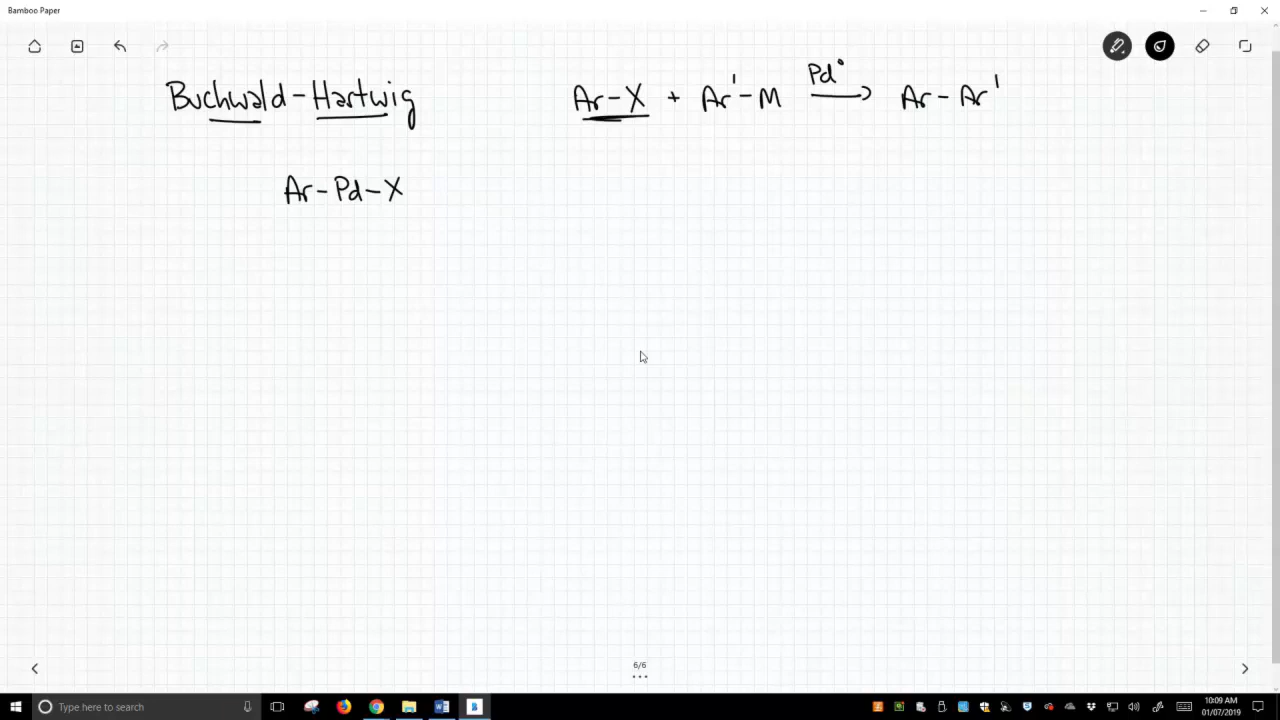 Bamboo Paper
Buchwald-Hartwig
Ar-X + Ar'-M Pd° → Ar-Ar'
Ar-Pd-X
6/6
Type here to search
10:09 AM
01/07/2019